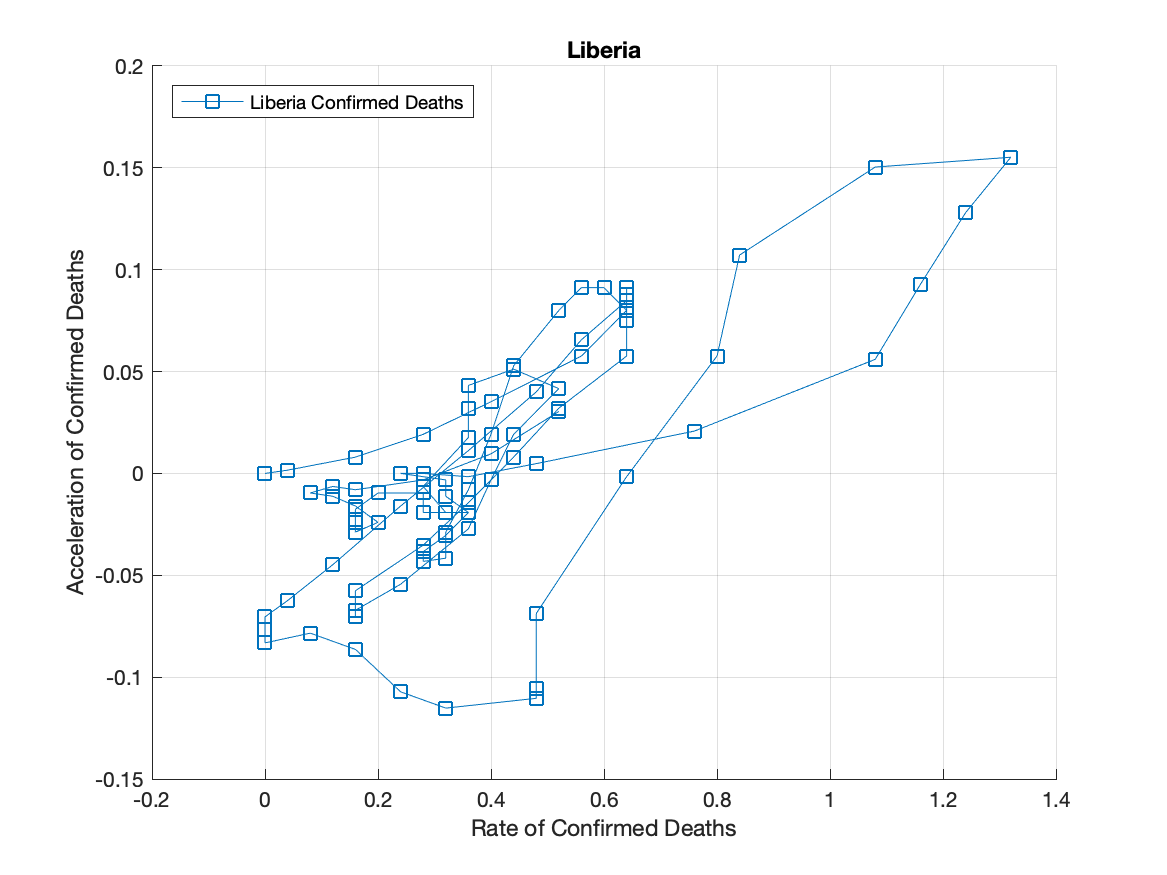 Liberia
0.2
Liberia Confirmed Deaths
0.15
0.1
0.05
0
-0.05
-0.1
-0.15
Acceleration of Confirmed Deaths
-0.2 0 0.2 0.4 0.6 0.8 1 1.2 1.4
Rate of Confirmed Deaths